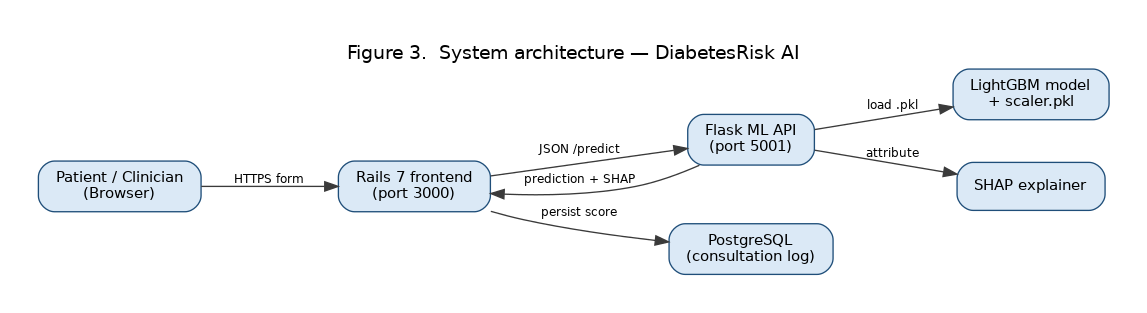 Figure 3.  System architecture — DiabetesRisk AI
Patient / Clinician
(Browser)
HTTPS form
Rails 7 frontend
(port 3000)
JSON /predict
prediction + SHAP
persist score
Flask ML API
(port 5001)
PostgreSQL
(consultation log)
load .pkl
attribute
LightGBM model
+ scaler.pkl
SHAP explainer